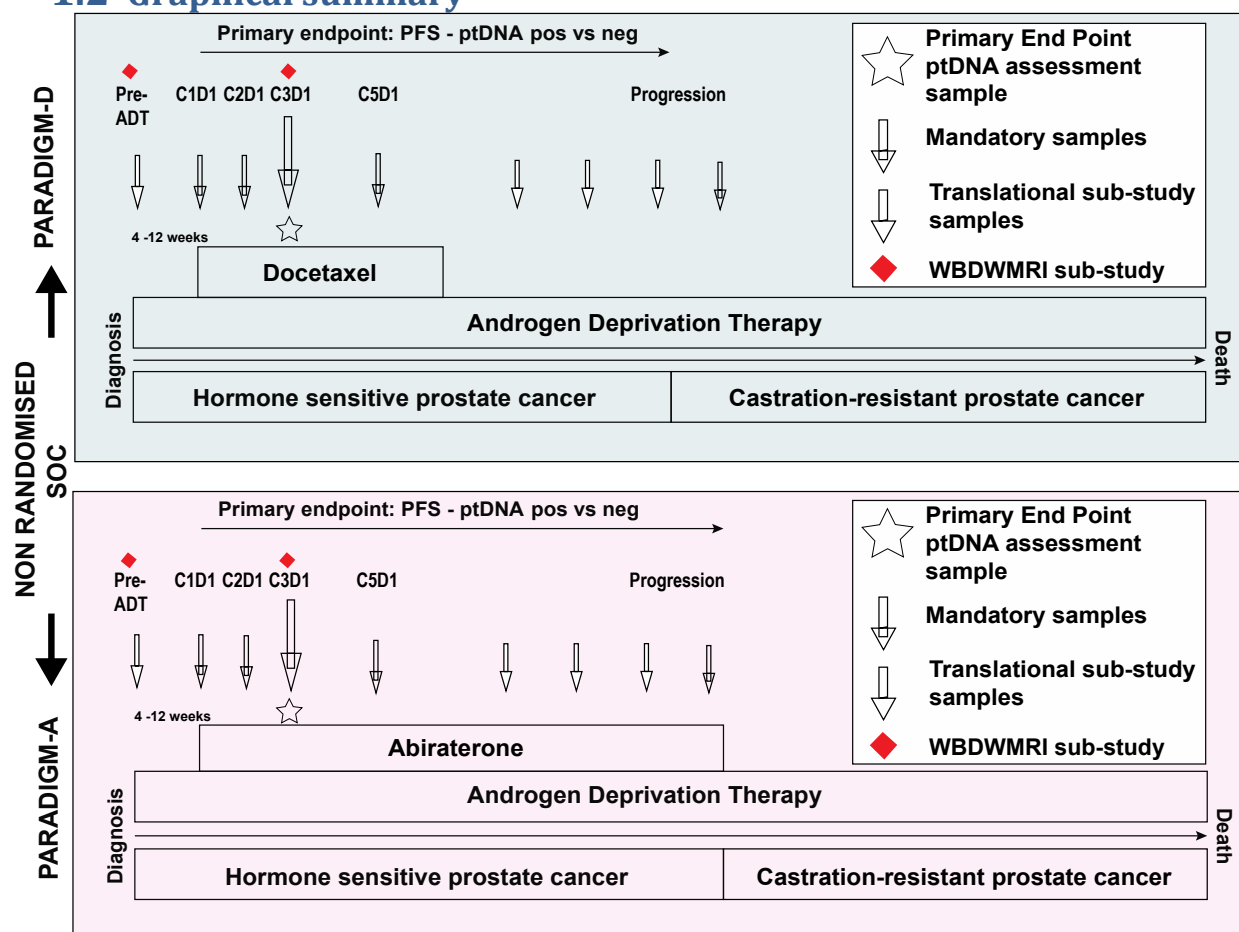 1.2 Graphical summary
PARADIGM-D
NON RANDOMISED
SOC
PARADIGM-A
Primary endpoint: PFS - ptDNA pos vs neg
Pre-
ADT
C1D1
C2D1
C3D1
C5D1
Progression
4 -12 weeks
Docetaxel
Androgen Deprivation Therapy
Diagnosis
Death
Hormone sensitive prostate cancer
Castration-resistant prostate cancer
Primary End Point
ptDNA assessment
sample
Mandatory samples
Translational sub-study
samples
WBDWMRI sub-study
Primary endpoint: PFS - ptDNA pos vs neg
Pre-
ADT
C1D1
C2D1
C3D1
C5D1
Progression
4 -12 weeks
Abiraterone
Androgen Deprivation Therapy
Diagnosis
Death
Hormone sensitive prostate cancer
Castration-resistant prostate cancer
Primary End Point
ptDNA assessment
sample
Mandatory samples
Translational sub-study
samples
WBDWMRI sub-study